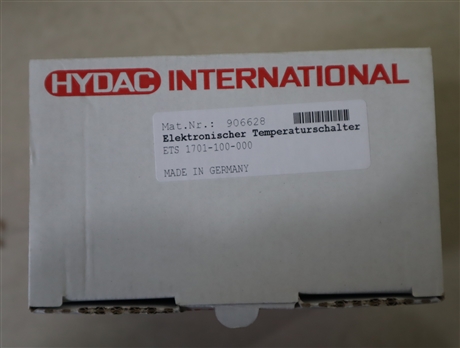 HYDAC INTERNATIONAL
Mat.Nr.: 906628
Elektronischer Temperaturschalter
ETS 1701-100-000
MADE IN GERMANY